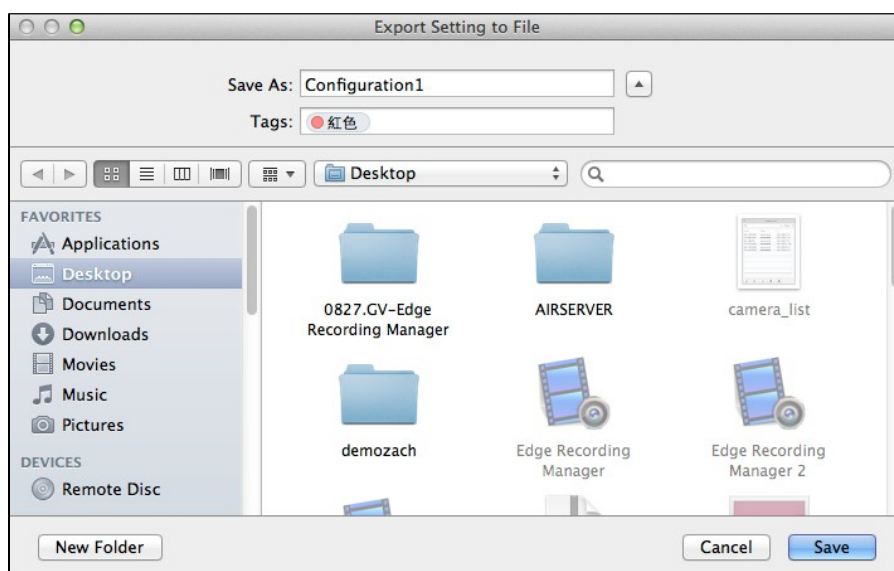 Export Setting to File
Save As: Configuration1
Tags: 紅色
Desktop
FAVORITES
Applications
Desktop
Documents
Downloads
Movies
Music
Pictures
DEVICES
Remote Disc
0827.GV-Edge
Recording Manager
AIRSERVER
camera_list
demozach
Edge Recording
Manager
Edge Recording
Manager 2
New Folder
Cancel
Save